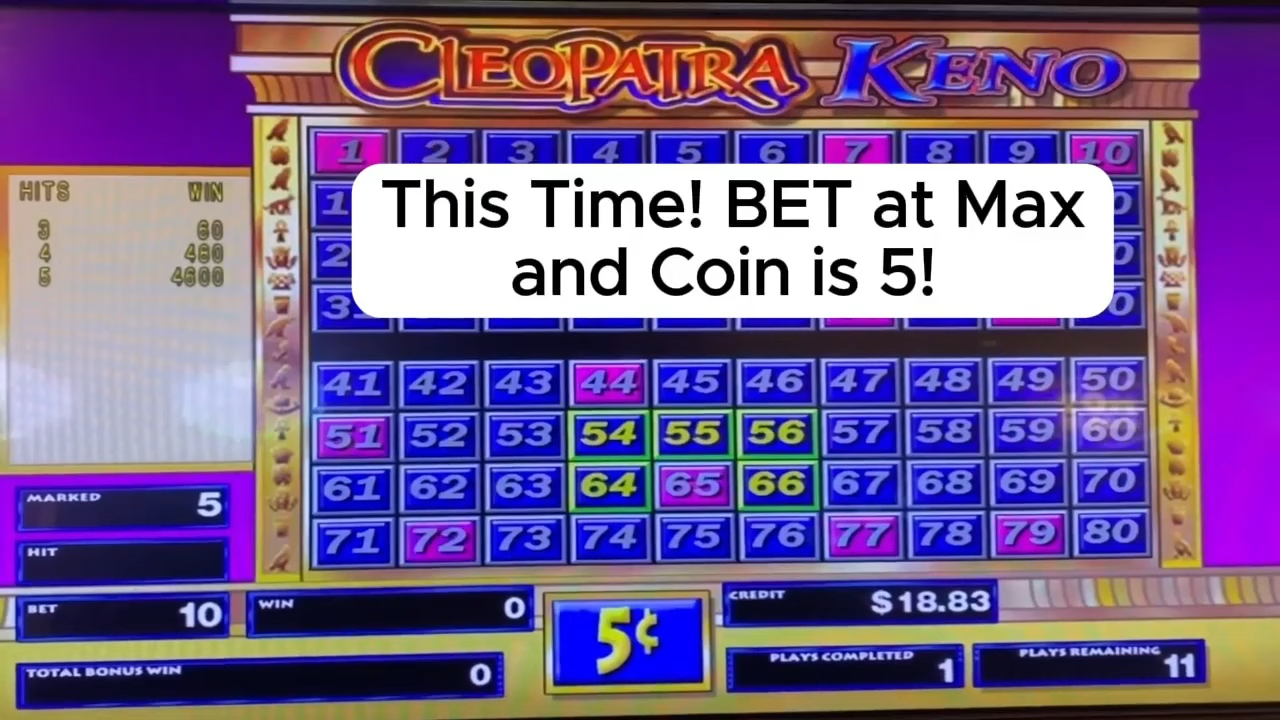 CLEOPATRA KENO
1 2 3 4 5 6 7 8 9 10
This Time! BET at Max
and Coin is 5!
HITS WIN
3 60
4 480
5 4600
41 42 43 44 45 46 47 48 49 50
51 52 53 54 55 56 57 58 59 60
61 62 63 64 65 66 67 68 69 70
71 72 73 74 75 76 77 78 79 80
MARKED 5
HIT
BET 10
WIN 0
5¢
CREDIT $18.83
TOTAL BONUS WIN 0
PLAYS COMPLETED 1
PLAYS REMAINING 11